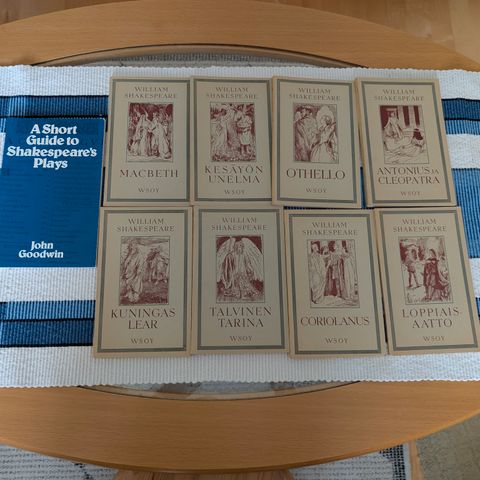 A Short
Guide to
Shakespeare's
Plays
John
Goodwin
WILLIAM
SHAKESPEARE
MACBETH
WSOY
WILLIAM
SHAKESPEARE
KESÄYÖN
UNELMA
WSOY
WILLIAM
SHAKESPEARE
OTHELLO
WSOY
WILLIAM
SHAKESPEARE
ANTONIUS JA
CLEOPATRA
WSOY
WILLIAM
SHAKESPEARE
KUNINGAS
LEAR
WSOY
WILLIAM
SHAKESPEARE
TALVINEN
TARINA
WSOY
WILLIAM
SHAKESPEARE
CORIOLANUS
WSOY
WILLIAM
SHAKESPEARE
LOPPIAIS-
AATTO
WSOY